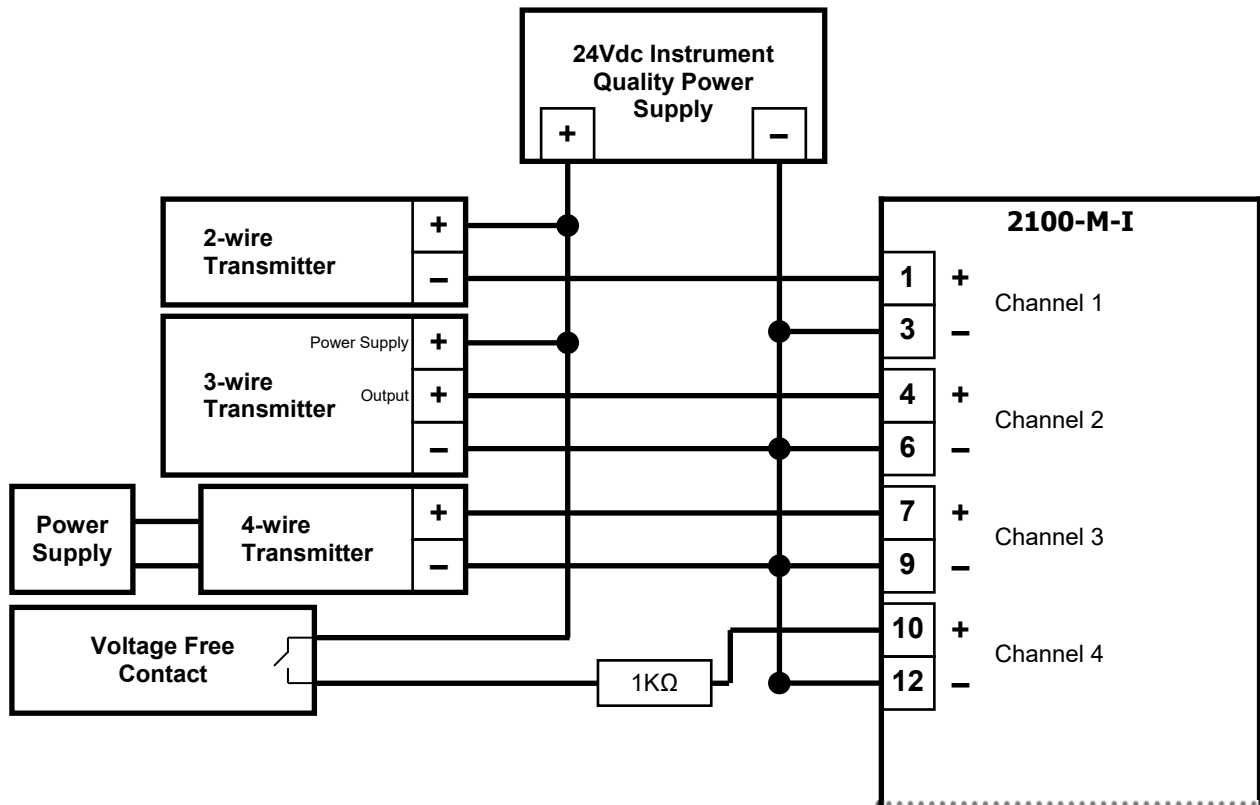 24Vdc Instrument
Quality Power
Supply
+
–
2-wire
Transmitter
+
–
2100-M-I
1 +
Channel 1
3 –
Power Supply +
3-wire
Transmitter
Output +
–
4 +
Channel 2
6 –
Power
Supply
4-wire
Transmitter
+
–
7 +
Channel 3
9 –
Voltage Free
Contact
1KΩ
10 +
Channel 4
12 –